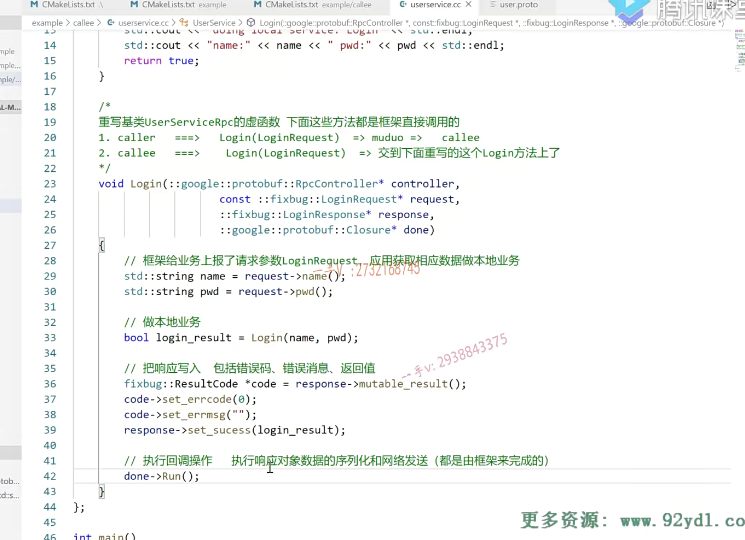 CMakeLists.txt \ CMakeLists.txt example CMakeLists.txt example/callee userservice.cc × user.proto
example > callee > userservice.cc > UserService > Login(::google::protobuf::RpcController *, const::fixbug::LoginRequest *, ::fixbug::LoginResponse *, ::google::protobuf::Closure *)
腾讯课堂
13 std::cout << "doing local service: Login" << std::endl;
14 std::cout << "name:" << name << " pwd:" << pwd << std::endl;
15 return true;
16 }
17
18 /*
19 重写基类UserServiceRpc的虚函数 下面这些方法都是框架直接调用的
20 1. caller ===> Login(LoginRequest) => muduo => callee
21 2. callee ===> Login(LoginRequest) => 交到下面重写的这个Login方法上了
22 */
23 void Login(::google::protobuf::RpcController* controller,
24 const ::fixbug::LoginRequest* request,
25 ::fixbug::LoginResponse* response,
26 ::google::protobuf::Closure* done)
27 {
28 // 框架给业务上报了请求参数LoginRequest，应用获取相应数据做本地业务
29 std::string name = request->name();
一手v:2732168745
30 std::string pwd = request->pwd();
31
32 // 做本地业务
33 bool login_result = Login(name, pwd);
34
一手v:2938843375
35 // 把响应写入 包括错误码、错误消息、返回值
36 fixbug::ResultCode *code = response->mutable_result();
37 code->set_errcode(0);
38 code->set_errmsg("");
39 response->set_sucess(login_result);
40
41 // 执行回调操作 执行响应对象数据的序列化和网络发送（都是由框架来完成的）
42 done->Run();
43 }
44 };
45
更多资源: www.92yd1.co
46 int main()